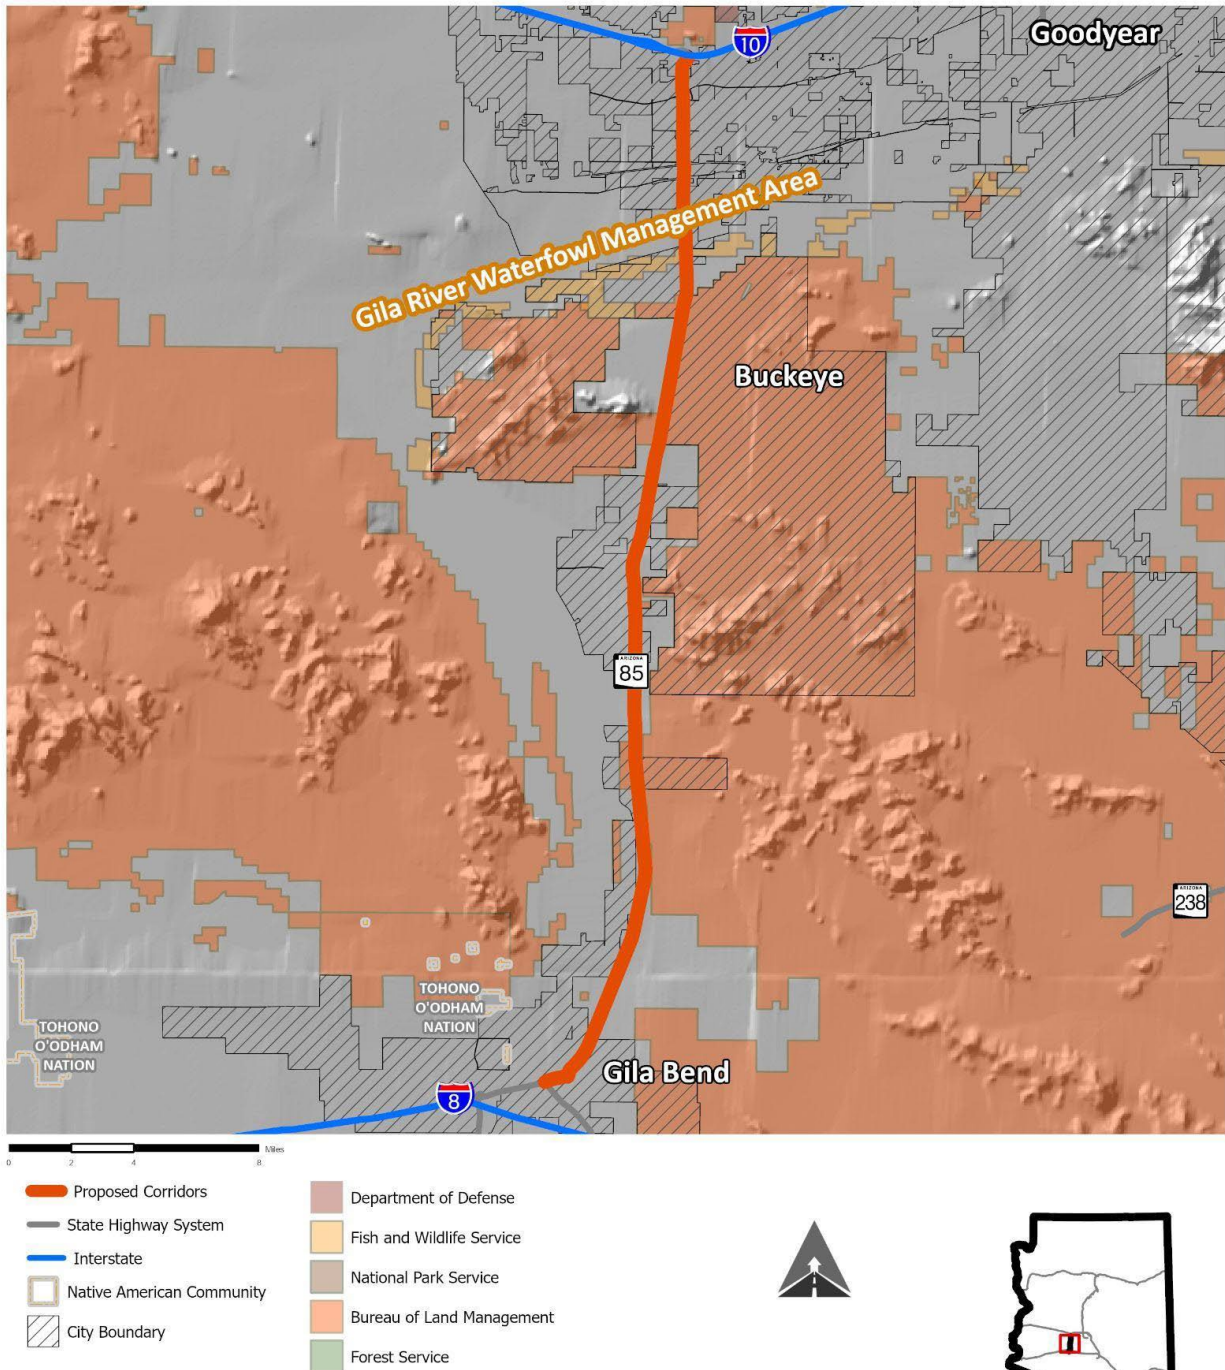 Goodyear
10
Gila River Waterfowl Management Area
Buckeye
ARIZONA
85
ARIZONA
238
TOHONO
O'ODHAM
NATION
TOHONO
O'ODHAM
NATION
Gila Bend
8
Miles
0 2 4 8
Proposed Corridors
State Highway System
Interstate
Native American Community
City Boundary
Department of Defense
Fish and Wildlife Service
National Park Service
Bureau of Land Management
Forest Service